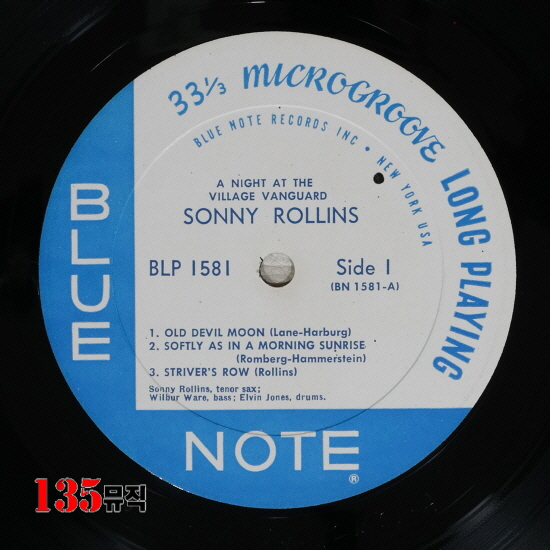 33⅓ MICROGROOVE LONG PLAYING
BLUE NOTE RECORDS INC • NEW YORK USA
A NIGHT AT THE
VILLAGE VANGUARD
SONNY ROLLINS
BLP 1581 Side 1
(BN 1581-A)
1. OLD DEVIL MOON (Lane-Harburg)
2. SOFTLY AS IN A MORNING SUNRISE
(Romberg-Hammerstein)
3. STRIVER'S ROW (Rollins)
Sonny Rollins, tenor sax;
Wilbur Ware, bass; Elvin Jones, drums.
BLUE
NOTE®
135뮤직